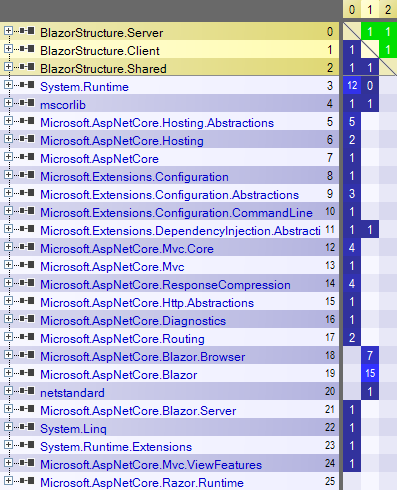 0 1 2
BlazorStructure.Server 0 1 1
BlazorStructure.Client 1 1 1
BlazorStructure.Shared 2 1 1
System.Runtime 3 12 0
mscorlib 4 1 1
Microsoft.AspNetCore.Hosting.Abstractions 5 5
Microsoft.AspNetCore.Hosting 6 2
Microsoft.AspNetCore 7 1
Microsoft.Extensions.Configuration 8 1
Microsoft.Extensions.Configuration.Abstractions 9 3
Microsoft.Extensions.Configuration.CommandLine 10 1
Microsoft.Extensions.DependencyInjection.Abstracti 11 1 1
Microsoft.AspNetCore.Mvc.Core 12 4
Microsoft.AspNetCore.Mvc 13 1
Microsoft.AspNetCore.ResponseCompression 14 4
Microsoft.AspNetCore.Http.Abstractions 15 1
Microsoft.AspNetCore.Diagnostics 16 1
Microsoft.AspNetCore.Routing 17 2
Microsoft.AspNetCore.Blazor.Browser 18 7
Microsoft.AspNetCore.Blazor 19 15
netstandard 20 1
Microsoft.AspNetCore.Blazor.Server 21 1
System.Linq 22 1
System.Runtime.Extensions 23 1
Microsoft.AspNetCore.Mvc.ViewFeatures 24 1
Microsoft.AspNetCore.Razor.Runtime 25